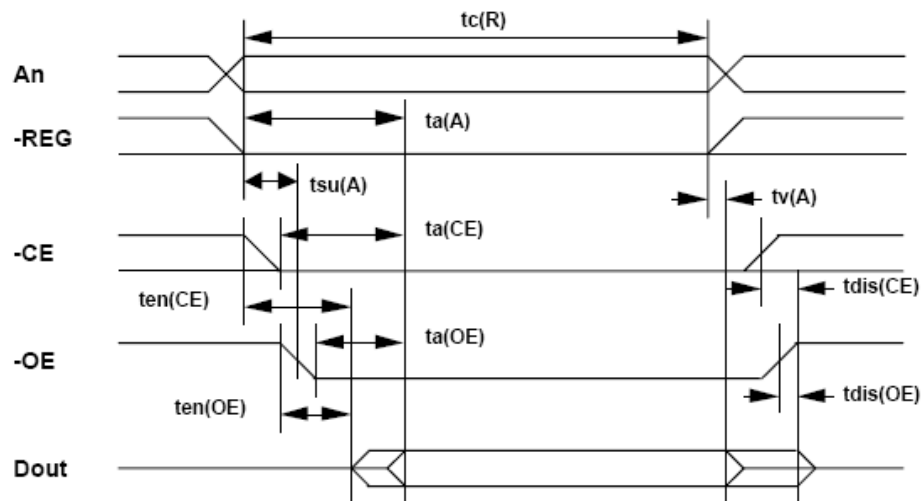 tc(R)
An
ta(A)
-REG
tsu(A)
tv(A)
ta(CE)
-CE
ten(CE)
tdis(CE)
ta(OE)
-OE
tdis(OE)
ten(OE)
Dout